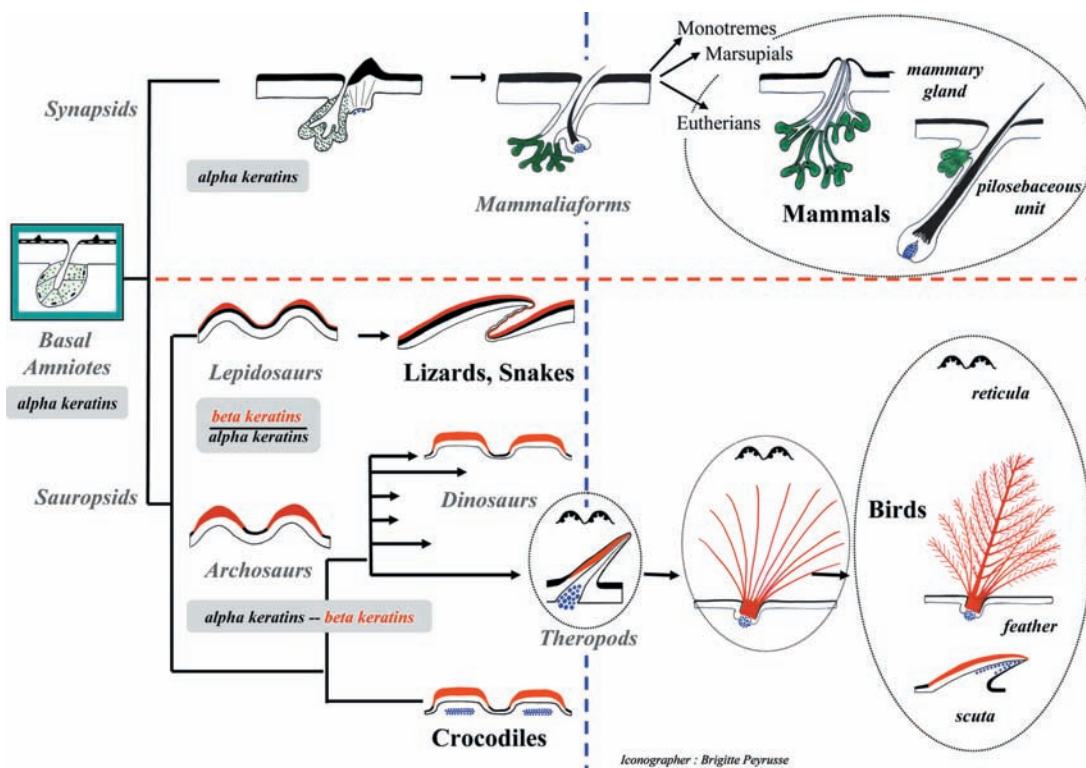 Monotremes
Marsupials
Eutherians
mammary
gland
pilosebaceous
unit
Mammals
Synapsids
alpha keratins
Mammaliaforms
Basal
Amniotes
alpha keratins
Lepidosaurs
Lizards, Snakes
beta keratins
alpha keratins
Sauropsids
Dinosaurs
Archosaurs
alpha keratins -- beta keratins
Theropods
Crocodiles
reticula
Birds
feather
scuta
Iconographer : Brigitte Peyrusse